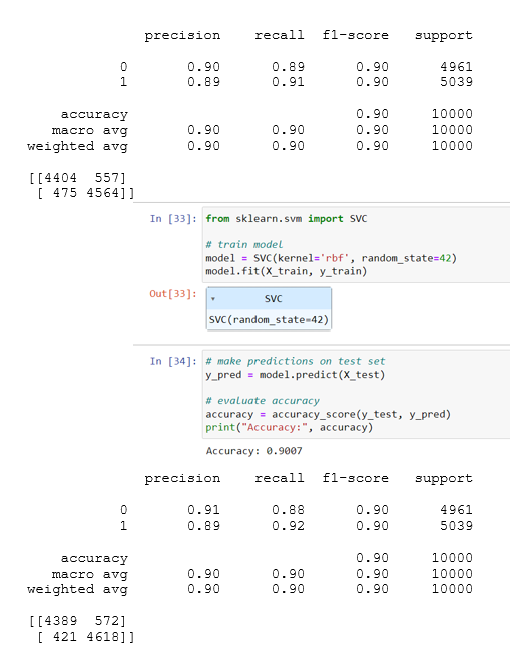 precision recall f1-score support
0 0.90 0.89 0.90 4961
1 0.89 0.91 0.90 5039
accuracy 0.90 10000
macro avg 0.90 0.90 0.90 10000
weighted avg 0.90 0.90 0.90 10000
[[4404 557]
[ 475 4564]]
In [33]: from sklearn.svm import SVC
# train model
model = SVC(kernel='rbf', random_state=42)
model.fit(X_train, y_train)
Out[33]: ▾ SVC
SVC(random_state=42)
In [34]: # make predictions on test set
y_pred = model.predict(X_test)
# evaluate accuracy
accuracy = accuracy_score(y_test, y_pred)
print("Accuracy:", accuracy)
Accuracy: 0.9007
precision recall f1-score support
0 0.91 0.88 0.90 4961
1 0.89 0.92 0.90 5039
accuracy 0.90 10000
macro avg 0.90 0.90 0.90 10000
weighted avg 0.90 0.90 0.90 10000
[[4389 572]
[ 421 4618]]